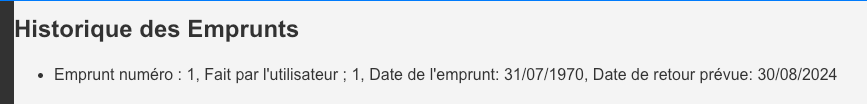 Historique des Emprunts
• Emprunt numéro : 1, Fait par l'utilisateur ; 1, Date de l'emprunt: 31/07/1970, Date de retour prévue: 30/08/2024